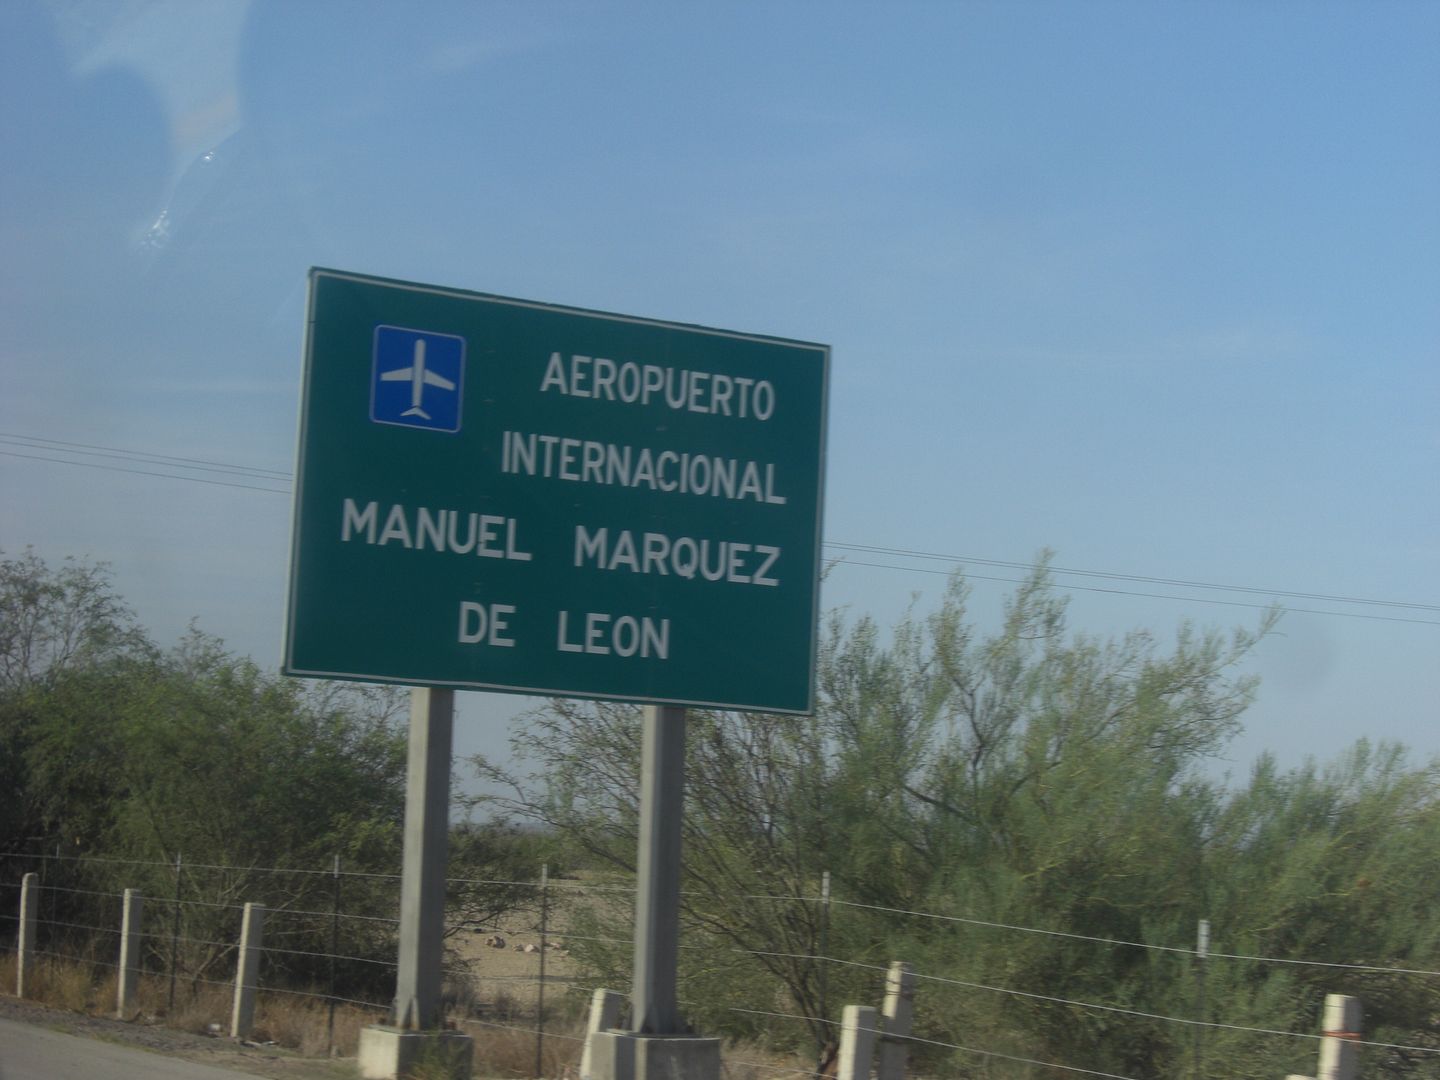 AEROPUERTO
INTERNACIONAL
MANUEL MARQUEZ
DE LEON